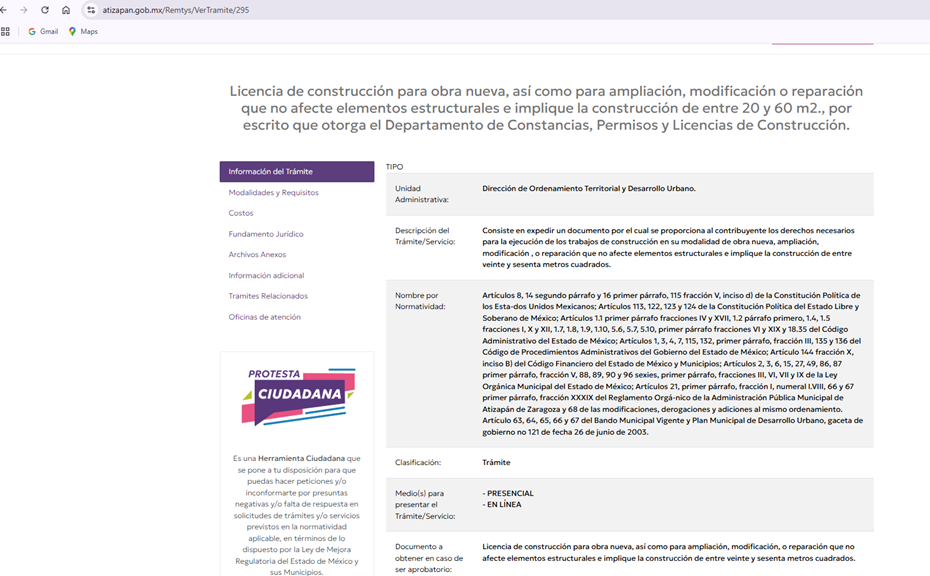 atizapan.gob.mx/Remtys/VerTramite/295
Gmail
Maps
Licencia de construcción para obra nueva, así como para ampliación, modificación o reparación
que no afecte elementos estructurales e implique la construcción de entre 20 y 60 m2., por
escrito que otorga el Departamento de Constancias, Permisos y Licencias de Construcción.
Información del Trámite
Modalidades y Requisitos
Costos
Fundamento Jurídico
Archivos Anexos
Información adicional
Tramites Relacionados
Oficinas de atención
PROTESTA
CIUDADANA
Es una Herramienta Ciudadana que
se pone a tu disposición para que
puedas hacer peticiones y/o
inconformarte por presuntas
negativas y/o falta de respuesta en
solicitudes de trámites y/o servicios
previstos en la normatividad
aplicable, en términos de lo
dispuesto por la Ley de Mejora
Regulatoria del Estado de México y
sus Municipios.
TIPO
Unidad
Administrativa:
Dirección de Ordenamiento Territorial y Desarrollo Urbano.
Descripción del
Trámite/Servicio:
Consiste en expedir un documento por el cual se proporciona al contribuyente los derechos necesarios
para la ejecución de los trabajos de construcción en su modalidad de obra nueva, ampliación,
modificación , o reparación que no afecte elementos estructurales e implique la construcción de entre
veinte y sesenta metros cuadrados.
Nombre por
Normatividad:
Artículos 8, 14 segundo párrafo y 16 primer párrafo, 115 fracción V, inciso d) de la Constitución Política de
los Esta-dos Unidos Mexicanos; Artículos 113, 122, 123 y 124 de la Constitución Política del Estado Libre y
Soberano de México; Artículos 1.1 primer párrafo fracciones IV y XVII, 1.2 párrafo primero, 1.4, 1.5
fracciones I, X y XII, 1.7, 1.8, 1.9, 1.10, 5.6, 5.7, 5.10, primer párrafo fracciones VI y XIX y 18.35 del Código
Administrativo del Estado de México; Artículos 1, 3, 4, 7, 115, 132, primer párrafo, fracción III, 135 y 136 del
Código de Procedimientos Administrativos del Gobierno del Estado de México; Artículo 144 fracción X,
inciso B) del Código Financiero del Estado de México y Municipios; Artículos 2, 3, 6, 15, 27, 49, 86, 87
primer párrafo, fracción V, 88, 89, 90 y 96 sexies, primer párrafo, fracciones III, VI, VII y IX de la Ley
Orgánica Municipal del Estado de México; Artículos 21, primer párrafo, fracción I, numeral I.VIII, 66 y 67
primer párrafo, fracción XXXIX del Reglamento Orgá-nico de la Administración Pública Municipal de
Atizapán de Zaragoza y 68 de las modificaciones, derogaciones y adiciones al mismo ordenamiento.
Artículo 63, 64, 65, 66 y 67 del Bando Municipal Vigente y Plan Municipal de Desarrollo Urbano, gaceta de
gobierno no 121 de fecha 26 de junio de 2003.
Clasificación:
Trámite
Medio(s) para
presentar el
Trámite/Servicio:
- PRESENCIAL
- EN LÍNEA
Documento a
obtener en caso de
ser aprobatorio:
Licencia de construcción para obra nueva, así como para ampliación, modificación, o reparación que no
afecte elementos estructurales e implique la construcción de entre veinte y sesenta metros cuadrados.